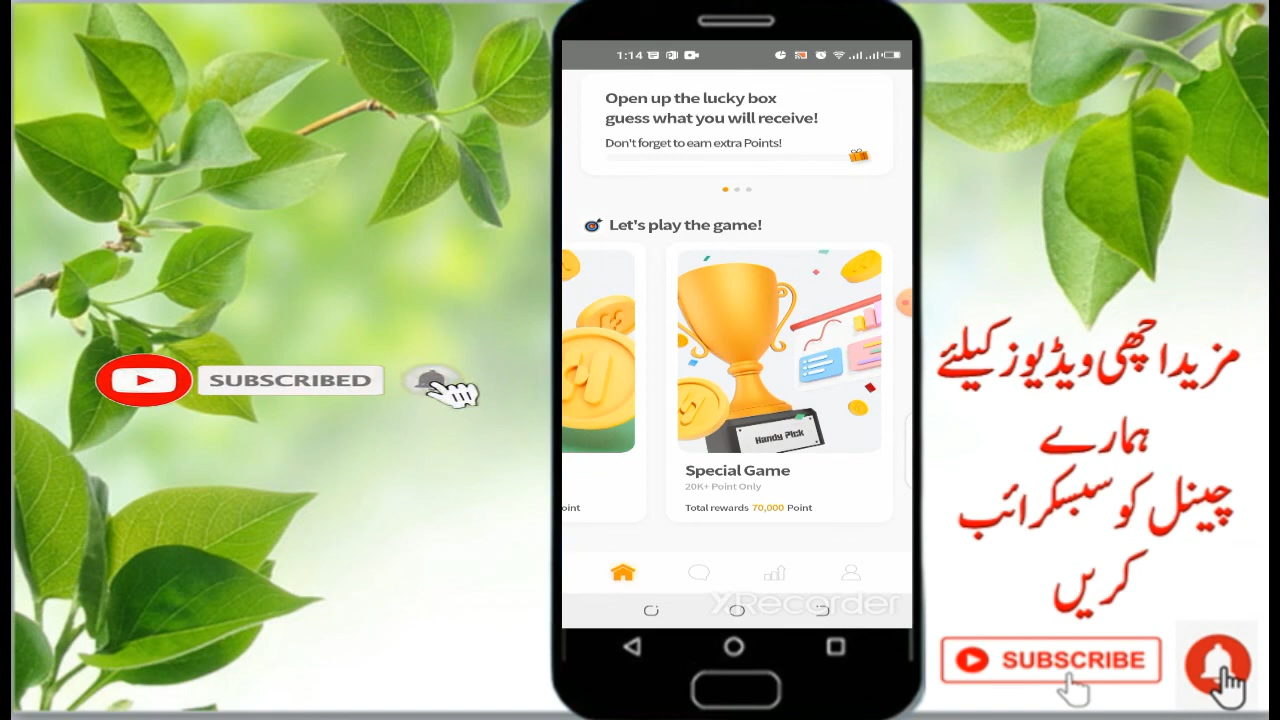 1:14
Open up the lucky box
guess what you will receive!
Don't forget to earn extra Points!
Let's play the game!
Handy Pick
Special Game
20K+ Point Only
oint
Total rewards 70,000 Point
XRecorder
SUBSCRIBED
مزید اچھی ویڈیوز کیلئے
ہمارے
چینل کو سبسکرائب
کریں
SUBSCRIBE